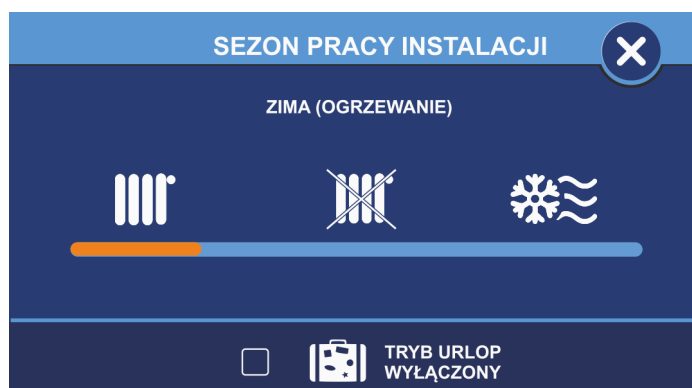 SEZON PRACY INSTALACJI
ZIMA (OGRZEWANIE)
TRYB URLOP
WYŁĄCZONY